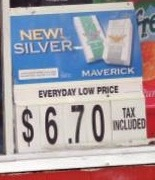 NEW!
SILVER
MAVERICK
EVERYDAY LOW PRICE
$6.70
TAX
INCLUDED